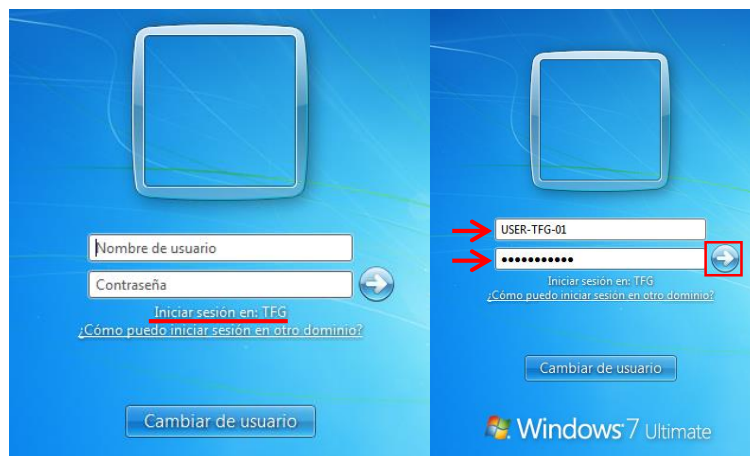 Nombre de usuario
Contraseña
Iniciar sesión en: TFG
¿Cómo puedo iniciar sesión en otro dominio?
Cambiar de usuario
USER-TFG-01
●●●●●●●●●●●
Iniciar sesión en: TFG
¿Cómo puedo iniciar sesión en otro dominio?
Cambiar de usuario
Windows 7 Ultimate